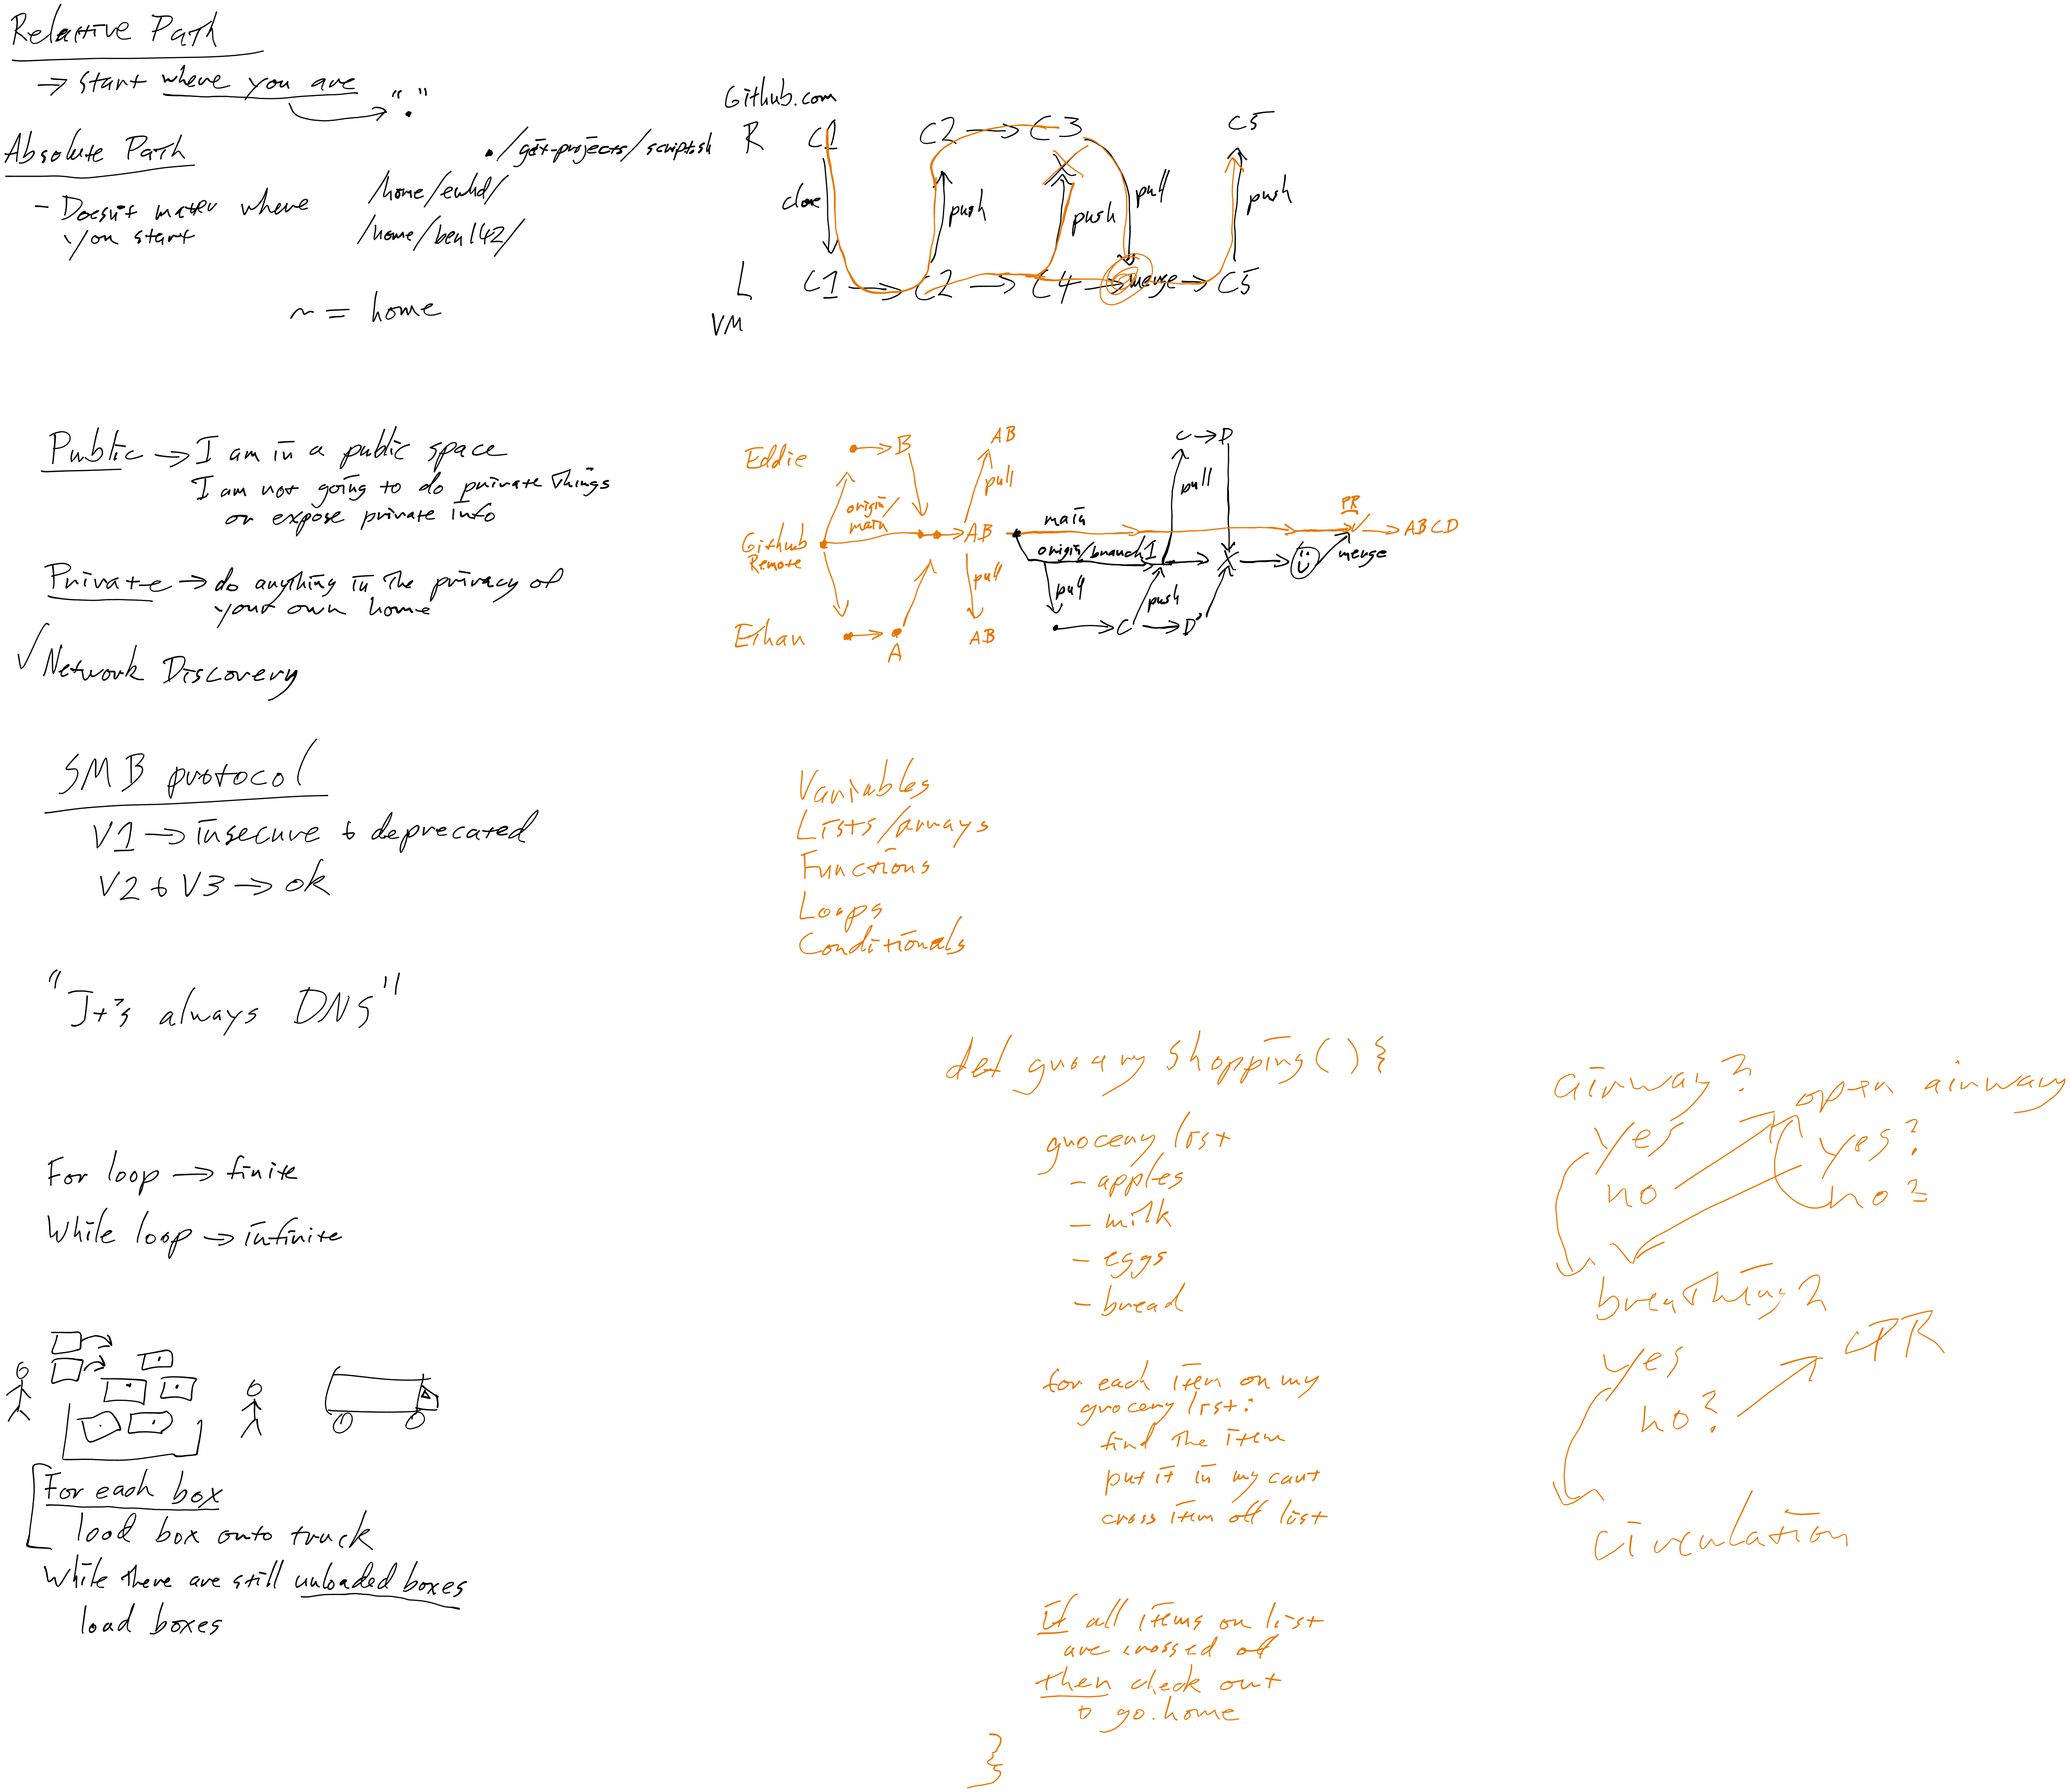 Relative Path
→ start where you are
"."
Absolute Path
- Doesn't mater where
you start
./get-projects/script.sh
/home/ewhd/
/home/ben142/
~ = home
Github.com
R C1 C2 → C3 C5
clone push push pull push
L C1 → C2 → C4 → merge → C5
VM
Public → I am in a public space
I am not going to do private things
or expose private info
Private → do anything in the privacy of
your own home
✓ Network Discovery
Eddie • → B AB C → D
pull pull
origin/
main
main
PR
Github
Remote
AB
ABCD
origin/branch1
merge
pull
pull
push
Ethan
A
AB
C → D'
SMB protocol
V1 → insecure & deprecated
V2 & V3 → ok
"It's always DNS"
Variables
Lists/arrays
Functions
Loops
Conditionals
For loop → finite
While loop → infinite
For each box
load box onto truck
While there are still unloaded boxes
load boxes
def grocery shopping() {
grocery list
- apples
- milk
- eggs
- bread
for each item on my
grocery list:
find the item
put it in my cart
cross item off list
if all items on list
are crossed off
then check out
& go home
}
airway?
open airway
yes
yes?
no
no?
breathing?
yes
CPR
no?
circulation